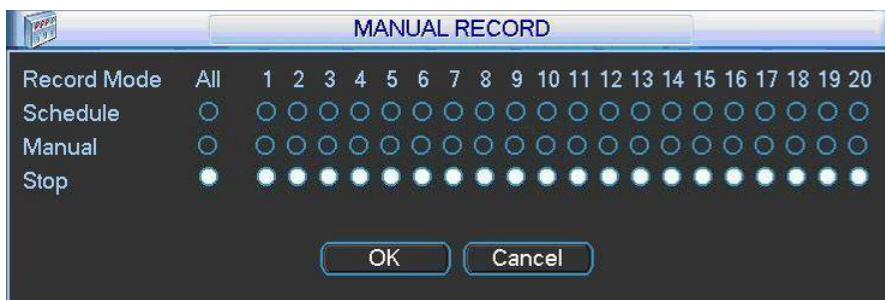 MANUAL RECORD
Record Mode All 1 2 3 4 5 6 7 8 9 10 11 12 13 14 15 16 17 18 19 20
Schedule
Manual
Stop
OK Cancel